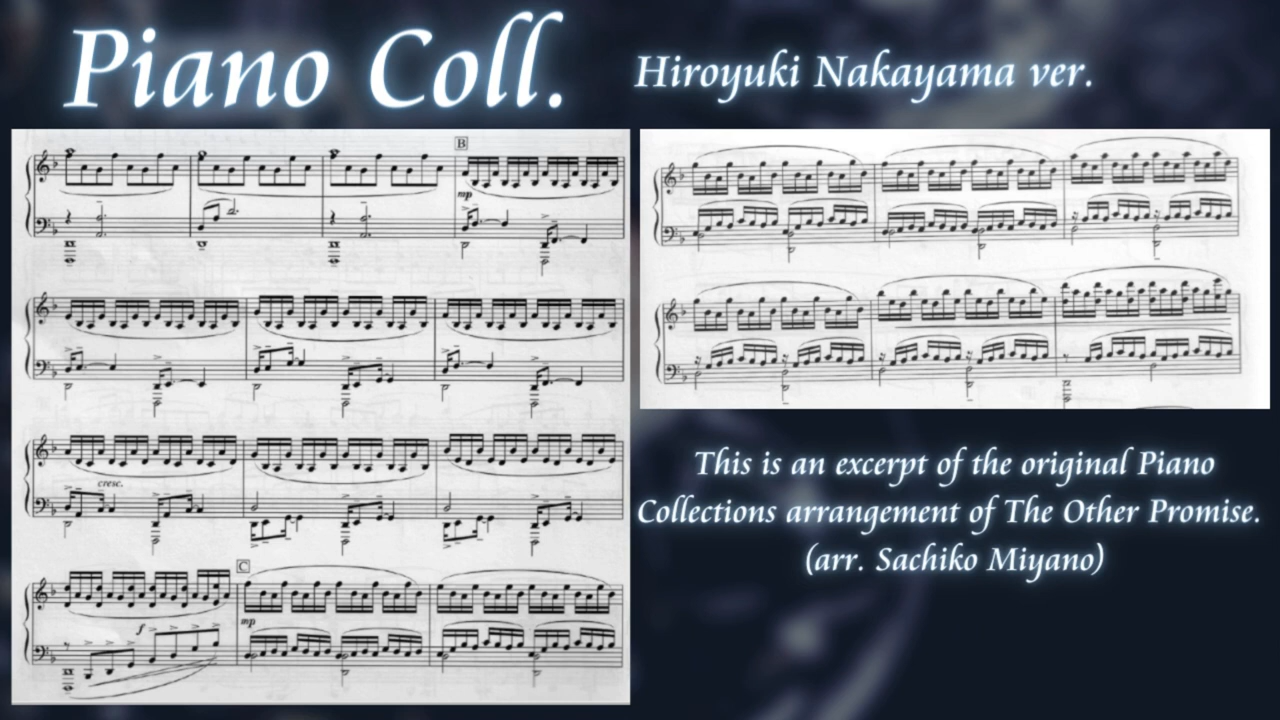 Piano Coll.
Hiroyuki Nakayama ver.
B
mp
cresc.
C
f
mp
This is an excerpt of the original Piano
Collections arrangement of The Other Promise.
(arr. Sachiko Miyano)